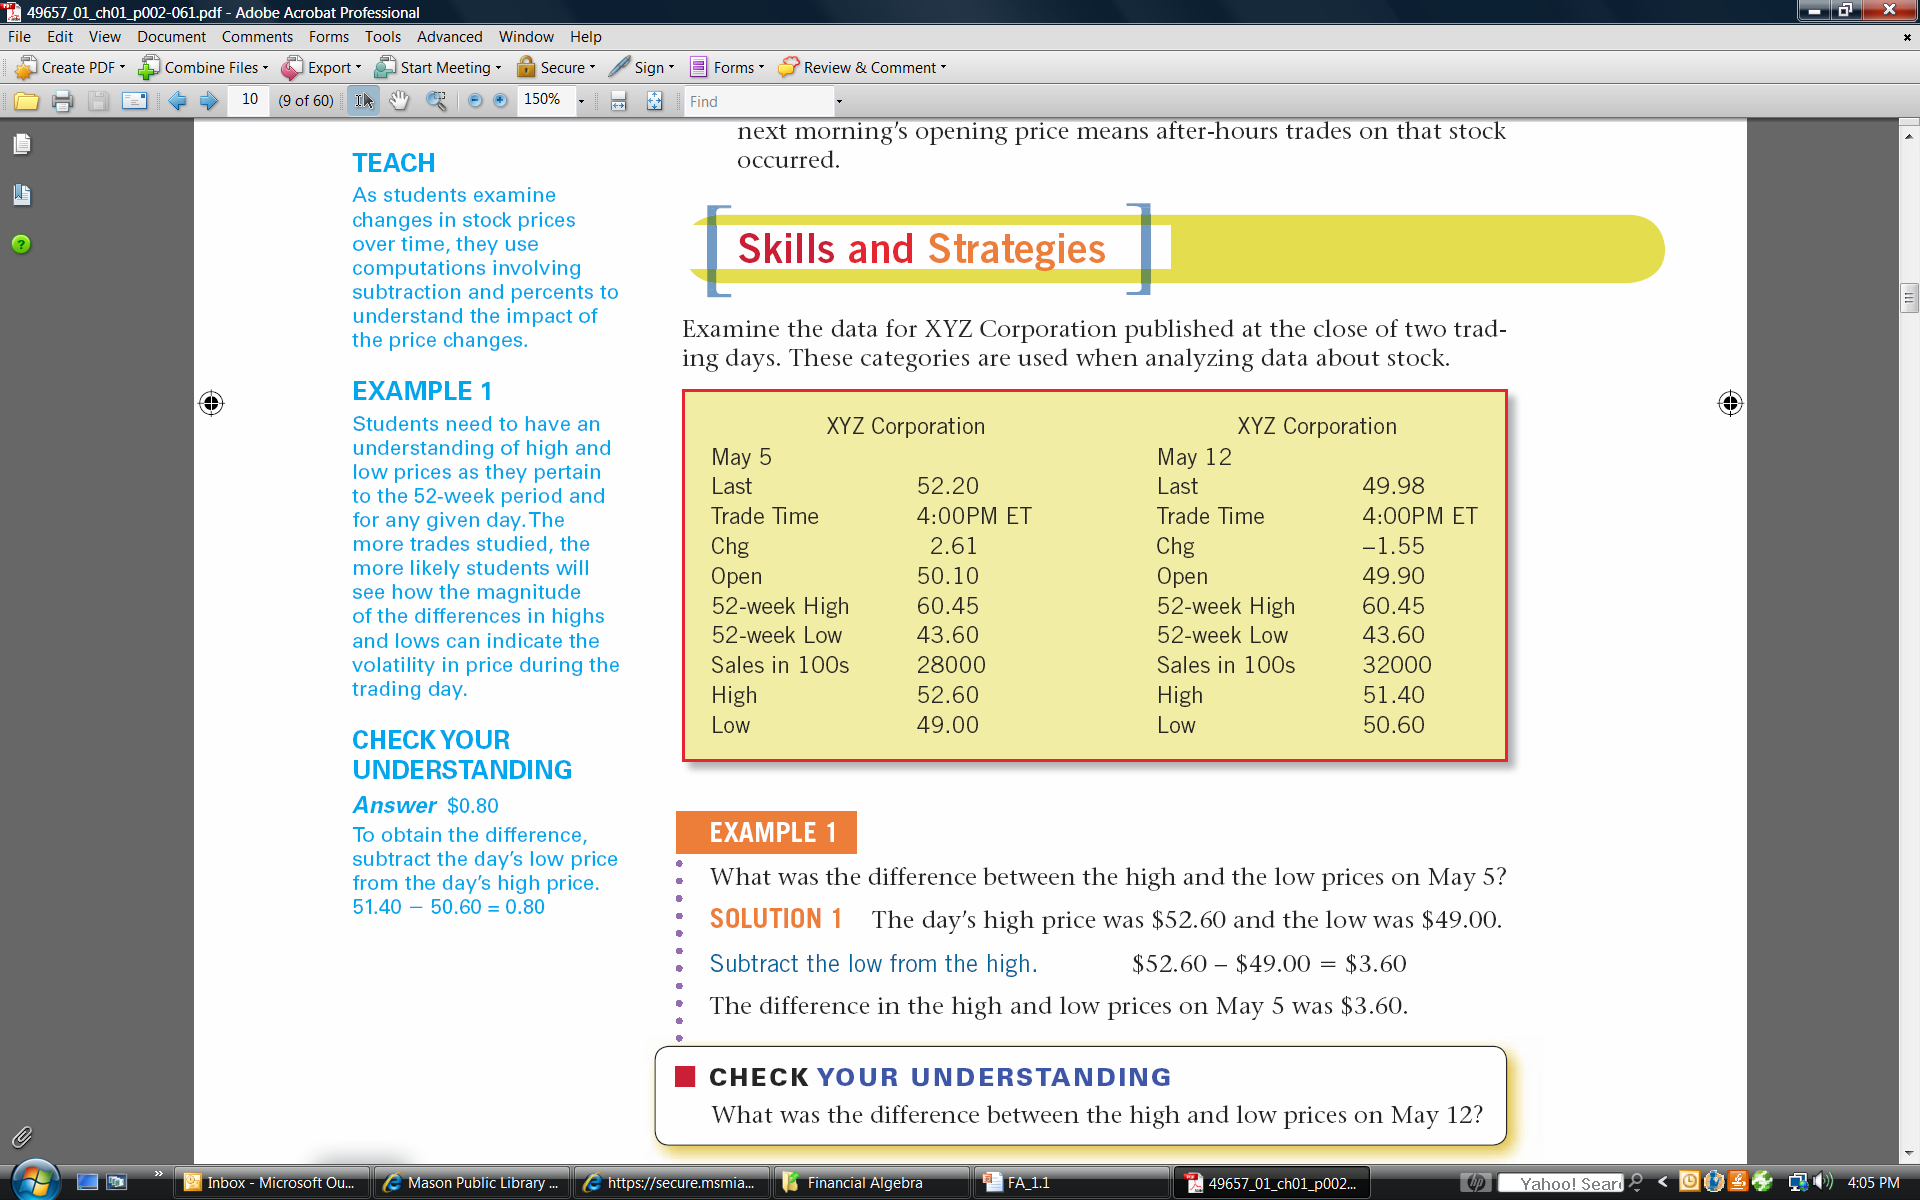 49657_01_ch01_p002-061.pdf - Adobe Acrobat Professional
File Edit View Document Comments Forms Tools Advanced Window Help
Create PDF Combine Files Export Start Meeting Secure Sign Forms Review & Comment
10 (9 of 60) 150% Find
next morning's opening price means after-hours trades on that stock
occurred.
TEACH
As students examine
changes in stock prices
over time, they use
computations involving
subtraction and percents to
understand the impact of
the price changes.
EXAMPLE 1
Students need to have an
understanding of high and
low prices as they pertain
to the 52-week period and
for any given day. The
more trades studied, the
more likely students will
see how the magnitude
of the differences in highs
and lows can indicate the
volatility in price during the
trading day.
CHECK YOUR
UNDERSTANDING
Answer $0.80
To obtain the difference,
subtract the day's low price
from the day's high price.
51.40 − 50.60 = 0.80
Skills and Strategies
Examine the data for XYZ Corporation published at the close of two trad-
ing days. These categories are used when analyzing data about stock.
XYZ Corporation
May 5
Last 52.20
Trade Time 4:00PM ET
Chg 2.61
Open 50.10
52-week High 60.45
52-week Low 43.60
Sales in 100s 28000
High 52.60
Low 49.00
XYZ Corporation
May 12
Last 49.98
Trade Time 4:00PM ET
Chg –1.55
Open 49.90
52-week High 60.45
52-week Low 43.60
Sales in 100s 32000
High 51.40
Low 50.60
EXAMPLE 1
What was the difference between the high and the low prices on May 5?
SOLUTION 1 The day's high price was $52.60 and the low was $49.00.
Subtract the low from the high. $52.60 – $49.00 = $3.60
The difference in the high and low prices on May 5 was $3.60.
CHECK YOUR UNDERSTANDING
What was the difference between the high and low prices on May 12?
Inbox - Microsoft Ou... Mason Public Library ... https://secure.msmia... Financial Algebra FA_1.1 49657_01_ch01_p002... Yahoo! Sear 4:05 PM